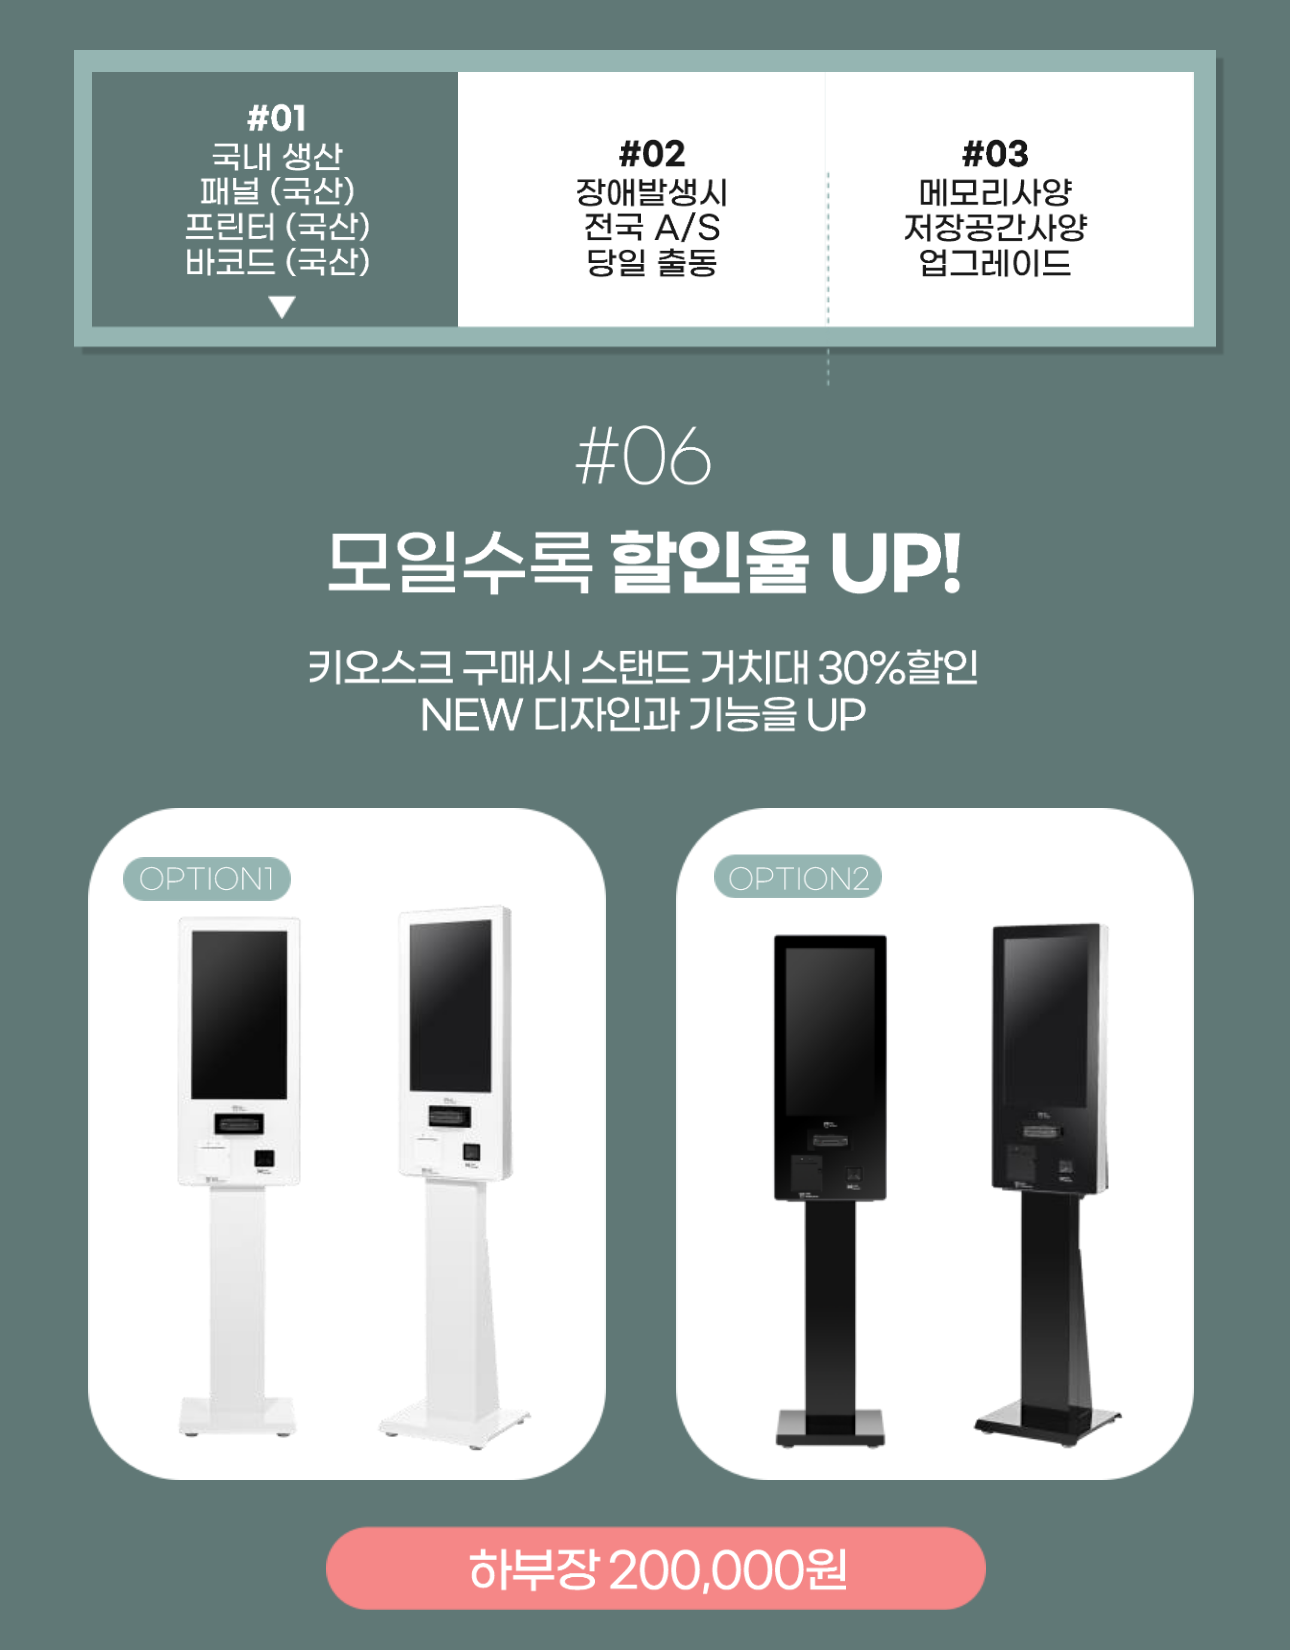 #01
국내 생산
패널 (국산)
프린터 (국산)
바코드 (국산)
#02
장애발생시
전국 A/S
당일 출동
#03
메모리사양
저장공간사양
업그레이드
#06
모일수록 할인율 UP!
키오스크 구매시 스탠드 거치대 30%할인
NEW 디자인과 기능을 UP
OPTION1
OPTION2
하부장 200,000원